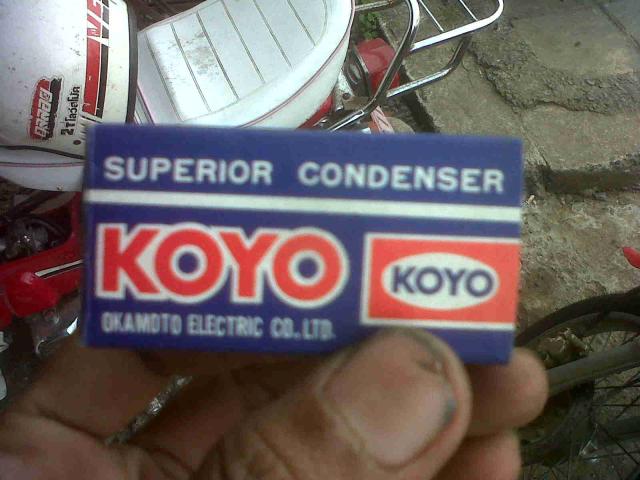 SUPERIOR CONDENSER
KOYO
KOYO
OKAMOTO ELECTRIC CO.,LTD.